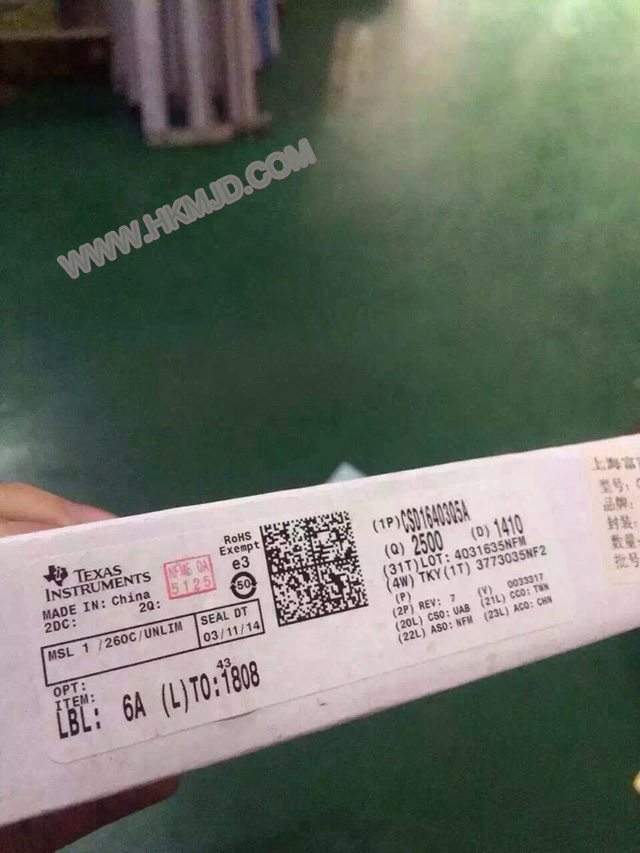 WWW.HKMJD.COM
TEXAS
INSTRUMENTS
MADE IN: China
2DC: 2Q:
NFME QA
5125
RoHS
Exempt
e3
50
MSL 1 /260C/UNLIM
SEAL DT
03/11/14
OPT:
ITEM: 43
LBL: 6A (L)TO:1808
(1P)CSD16403Q5A
(Q) 2500 (D) 1410
(31T)LOT: 4031635NFM
(4W) TKY(1T) 3773035NF2
(P)
(2P) REV: 7 (V) 0033317
(20L) CSO: UAB (21L) CCO: TWN
(22L) ASO: NFM (23L) ACO: CHN
上海富
型号:
品牌:
封装:
数量
批号